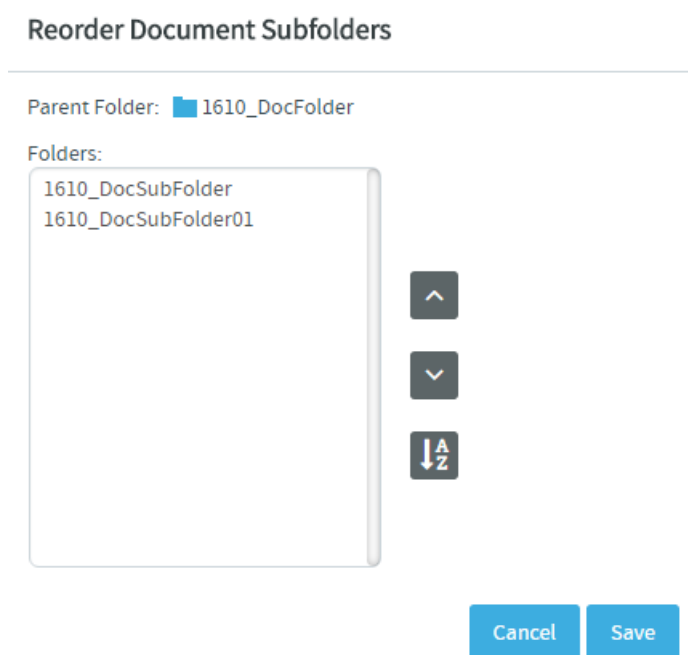 Reorder Document Subfolders
Parent Folder: 1610_DocFolder
Folders:
1610_DocSubFolder
1610_DocSubFolder01
A
Z
Cancel Save